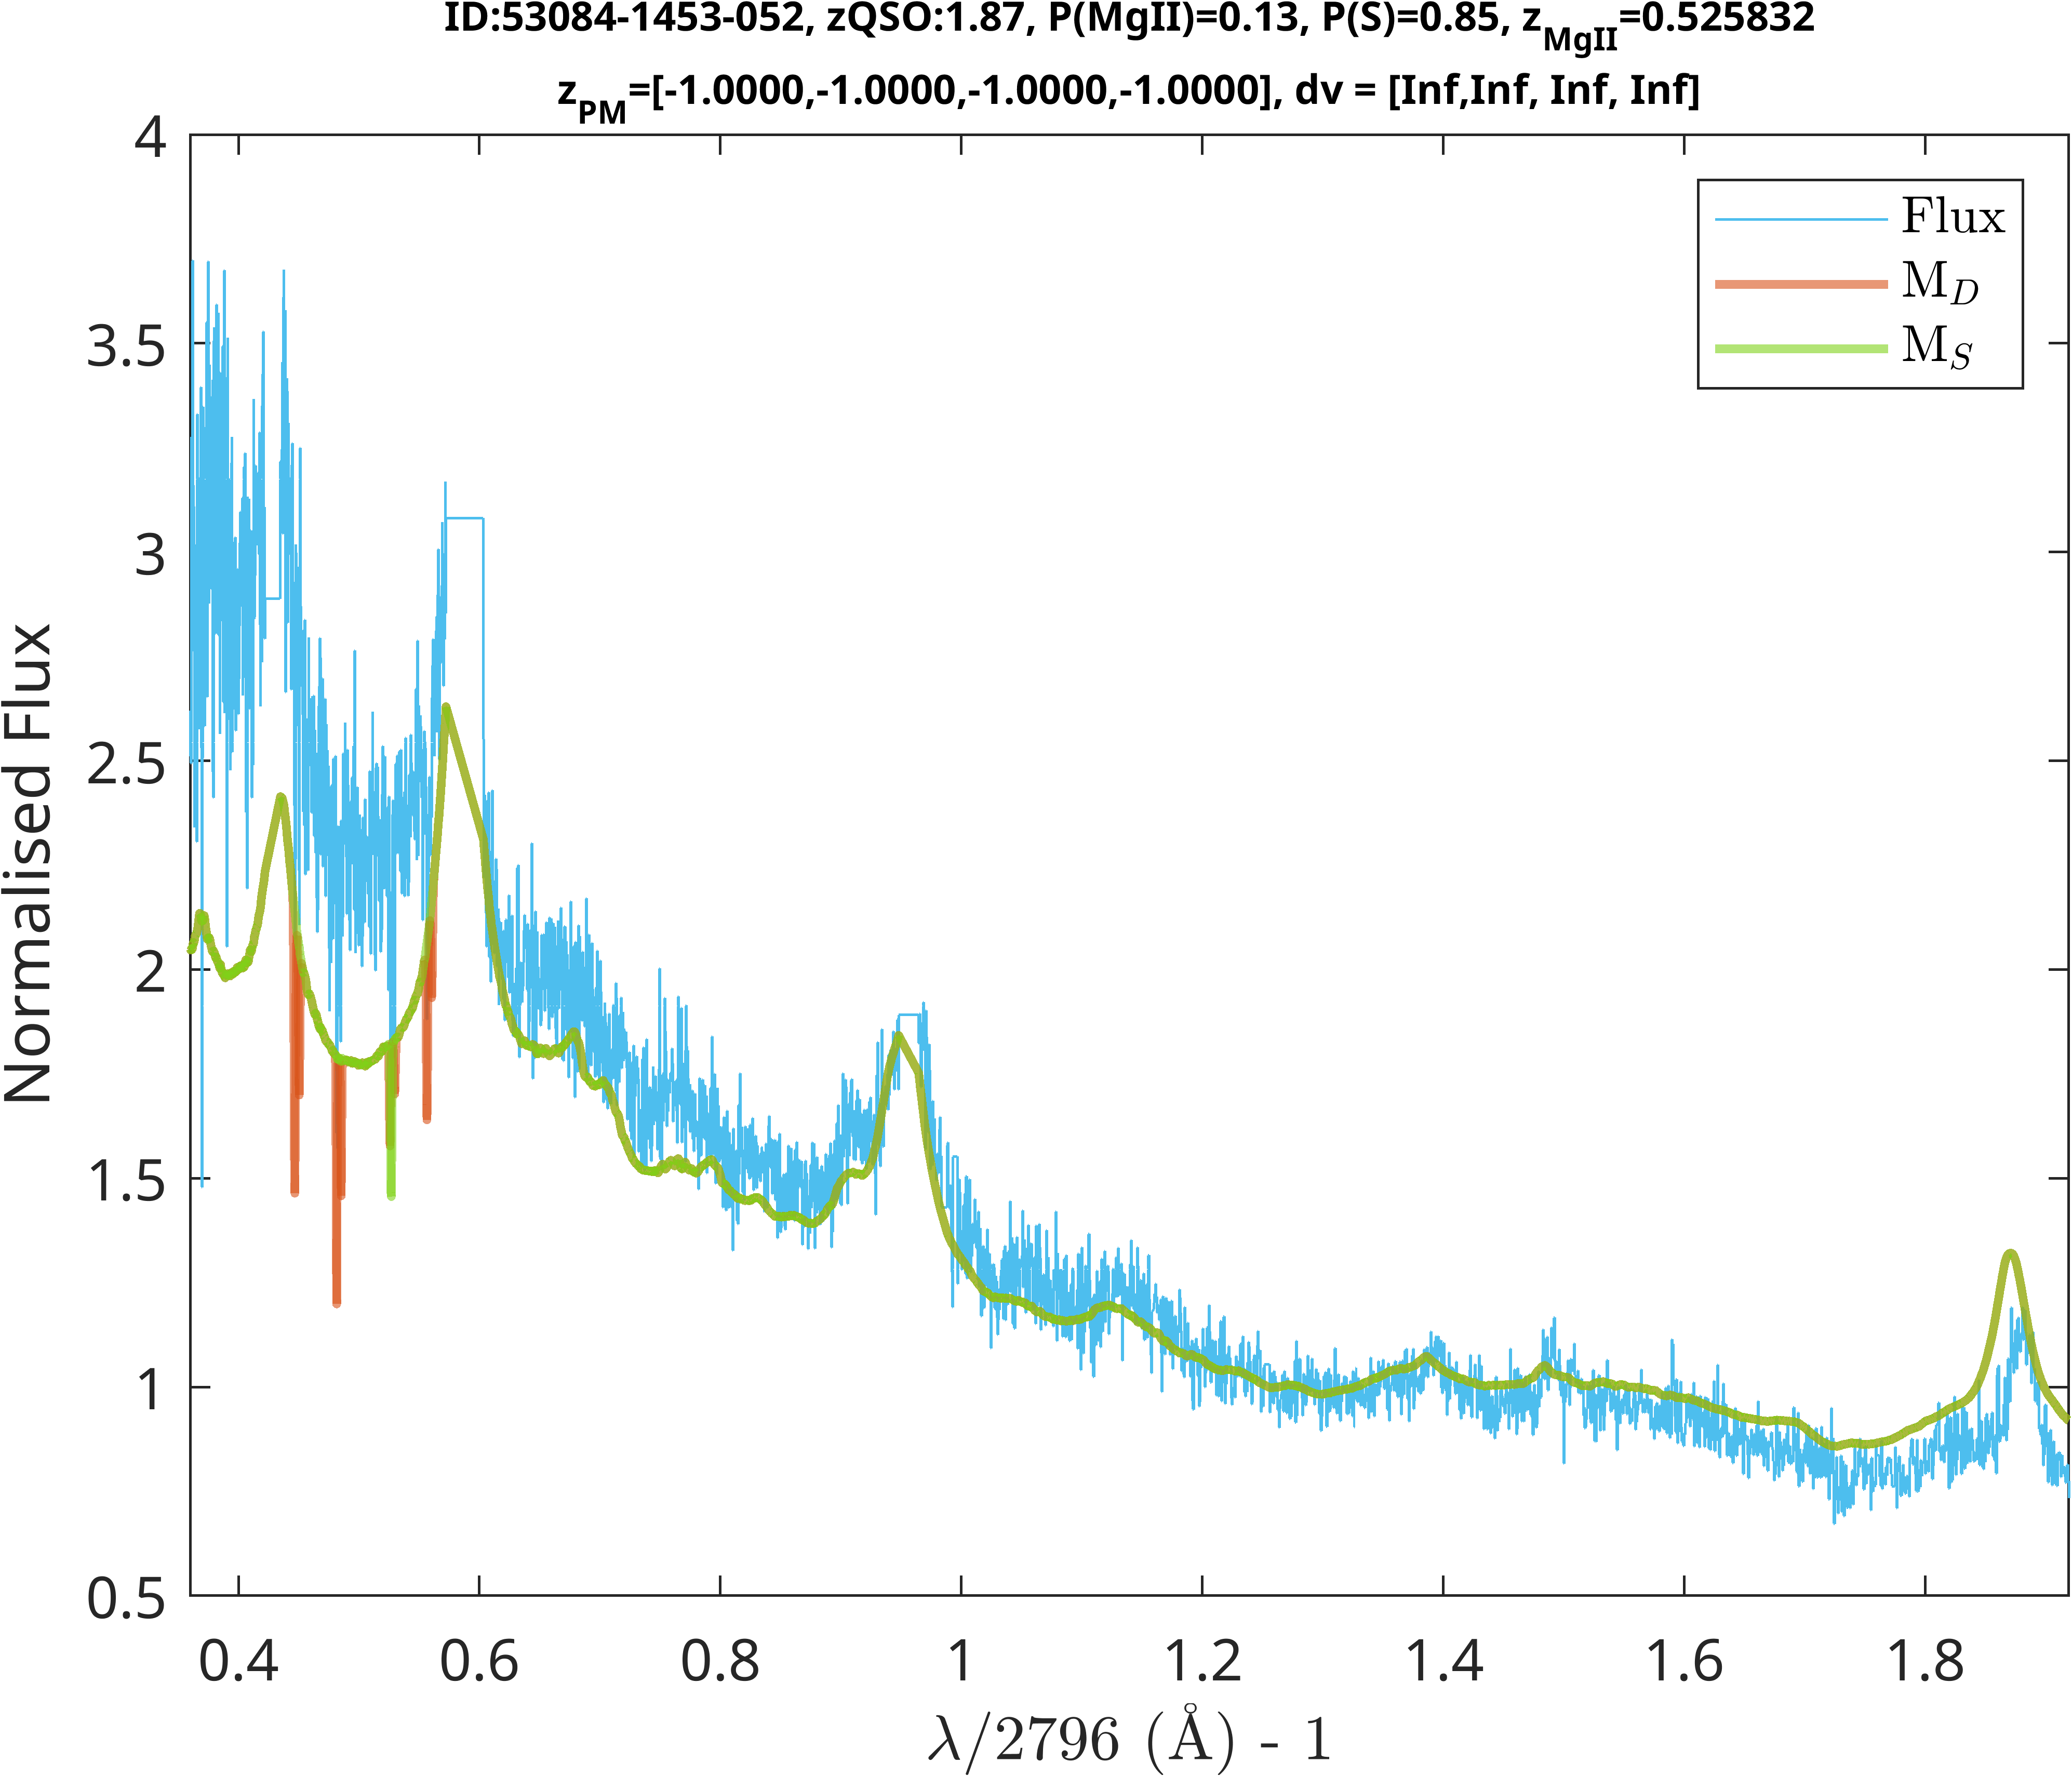 ID:53084-1453-052, zQSO:1.87, P(MgII)=0.13, P(S)=0.85, zMgII=0.525832
zPM=[-1.0000,-1.0000,-1.0000,-1.0000], dv = [Inf,Inf, Inf, Inf]
4
3.5
3
2.5
2
1.5
1
0.5
Normalised Flux
Flux
MD
MS
0.4 0.6 0.8 1 1.2 1.4 1.6 1.8
λ/2796 (Å) - 1